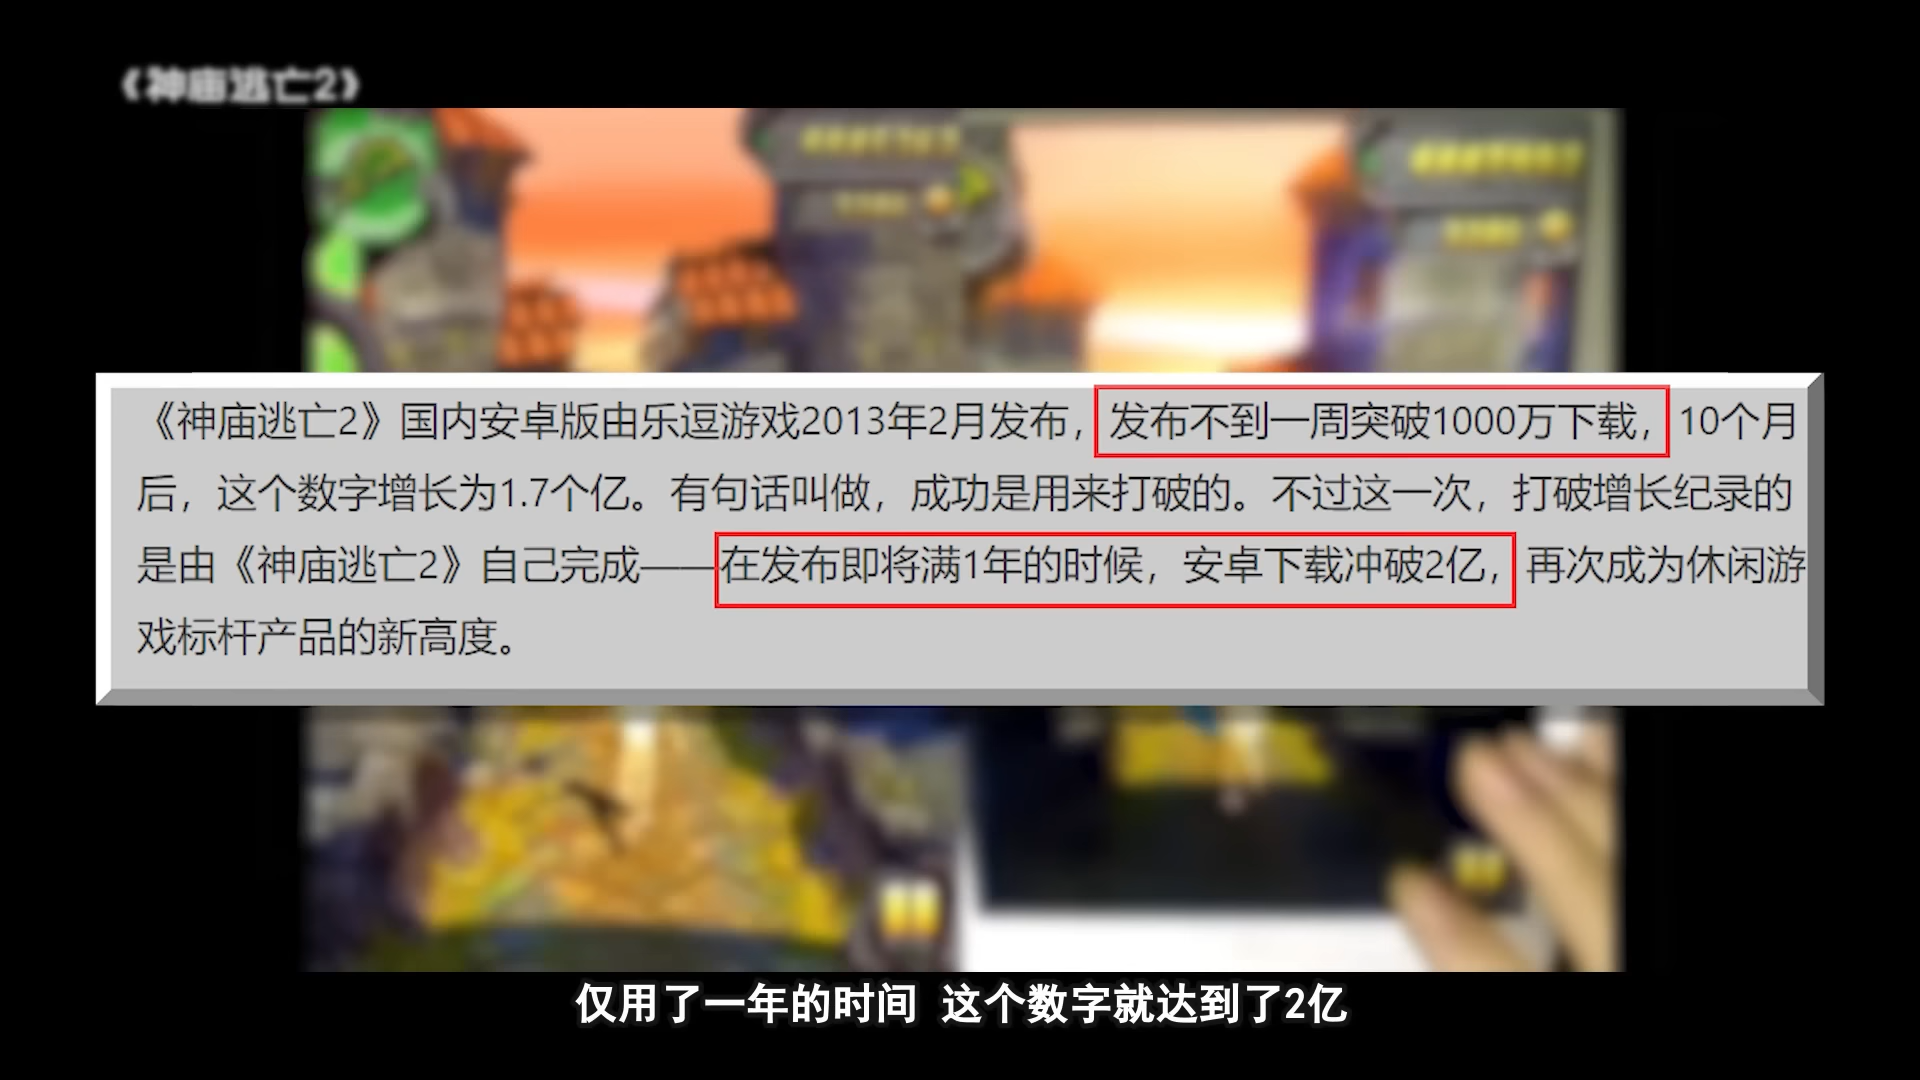 《神庙逃亡2》
《神庙逃亡2》国内安卓版由乐逗游戏2013年2月发布，发布不到一周突破1000万下载，10个月
后，这个数字增长为1.7个亿。有句话叫做，成功是用来打破的。不过这一次，打破增长纪录的
是由《神庙逃亡2》自己完成——在发布即将满1年的时候，安卓下载冲破2亿，再次成为休闲游
戏标杆产品的新高度。
仅用了一年的时间 这个数字就达到了2亿